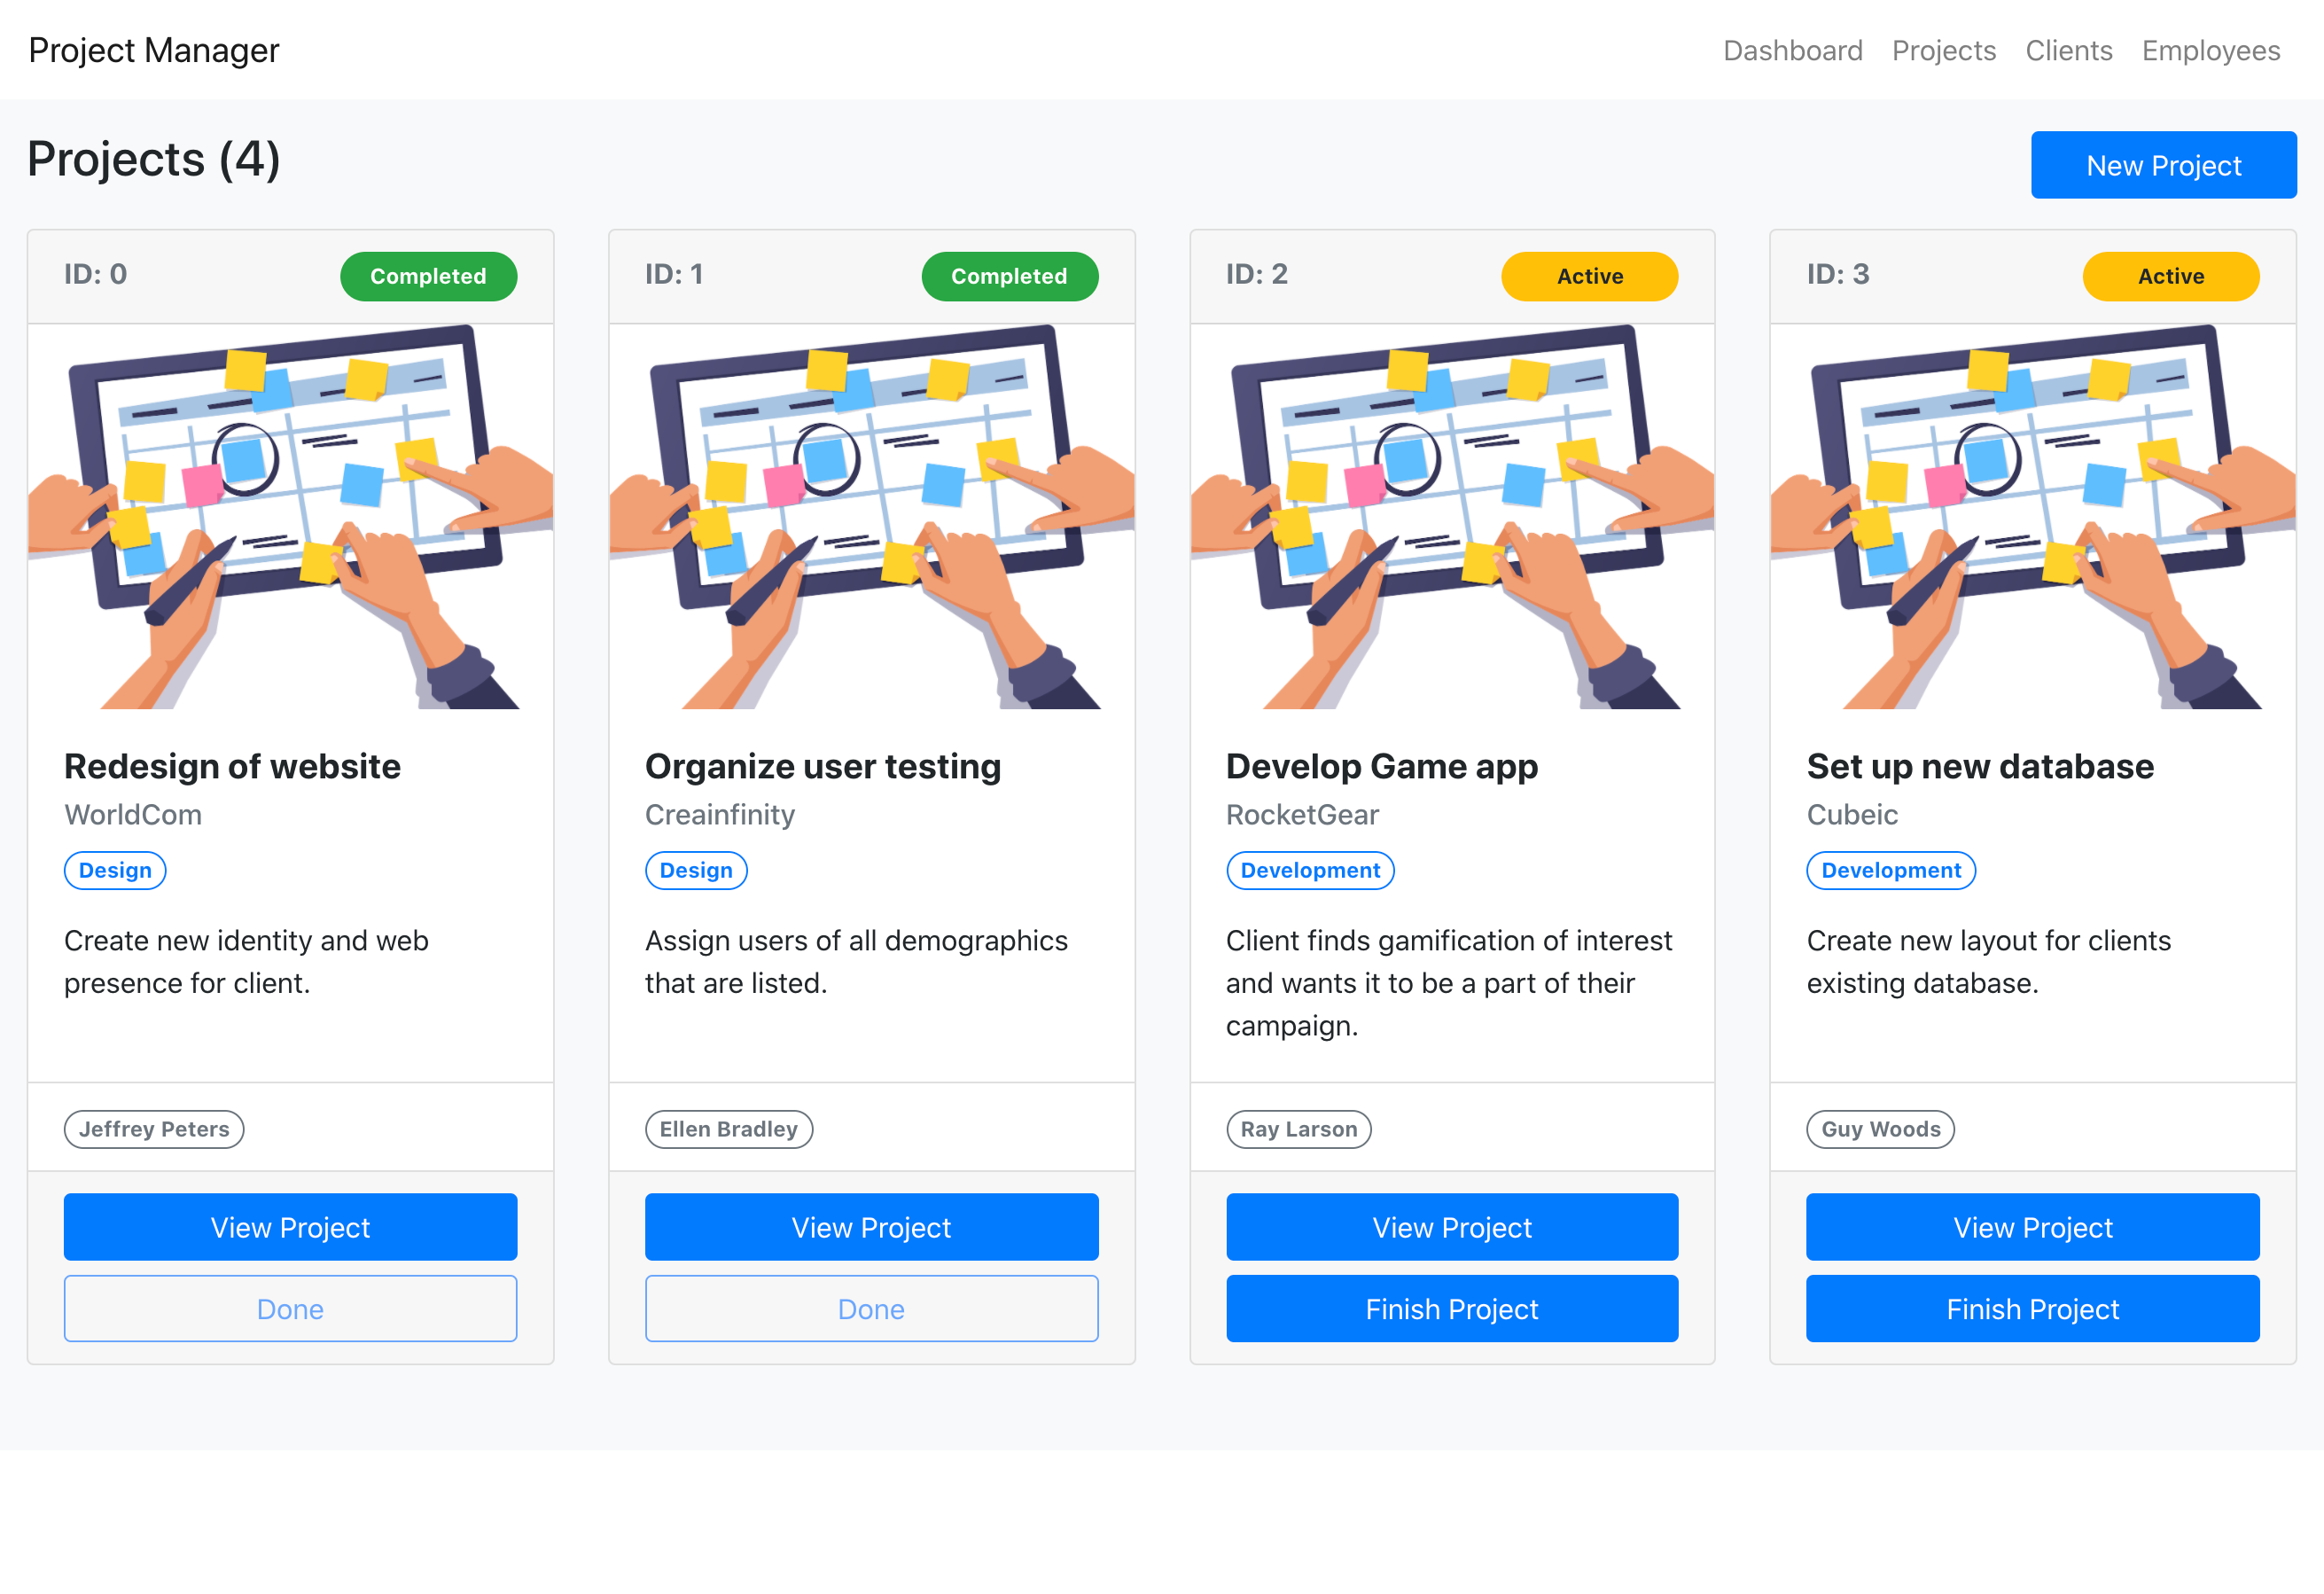 Project Manager
Dashboard Projects Clients Employees
Projects (4)
New Project
ID: 0
Completed
Redesign of website
WorldCom
Design
Create new identity and web
presence for client.
Jeffrey Peters
View Project
Done
ID: 1
Completed
Organize user testing
Creainfinity
Design
Assign users of all demographics
that are listed.
Ellen Bradley
View Project
Done
ID: 2
Active
Develop Game app
RocketGear
Development
Client finds gamification of interest
and wants it to be a part of their
campaign.
Ray Larson
View Project
Finish Project
ID: 3
Active
Set up new database
Cubeic
Development
Create new layout for clients
existing database.
Guy Woods
View Project
Finish Project